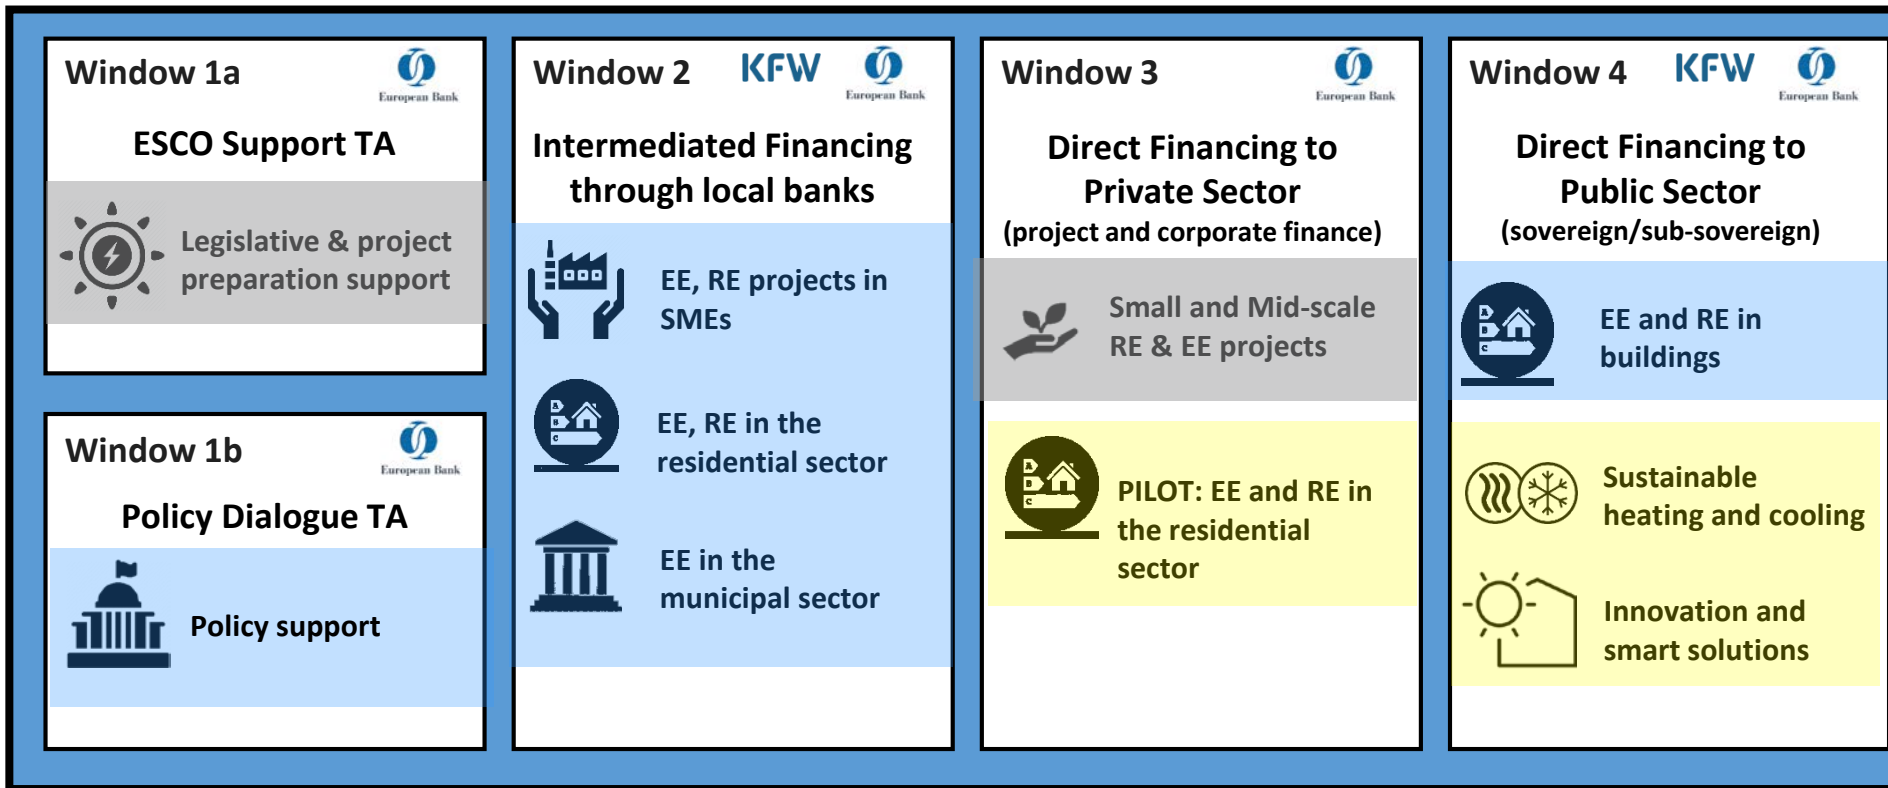 Window 1a
European Bank
ESCO Support TA
Legislative & project
preparation support
Window 1b
European Bank
Policy Dialogue TA
Policy support
Window 2
KFW
European Bank
Intermediated Financing
through local banks
EE, RE projects in
SMEs
A
B
C
EE, RE in the
residential sector
EE in the
municipal sector
Window 3
European Bank
Direct Financing to
Private Sector
(project and corporate finance)
Small and Mid-scale
RE & EE projects
A
B
C
PILOT: EE and RE in
the residential
sector
Window 4
KFW
European Bank
Direct Financing to
Public Sector
(sovereign/sub-sovereign)
A
B
C
EE and RE in
buildings
Sustainable
heating and cooling
Innovation and
smart solutions